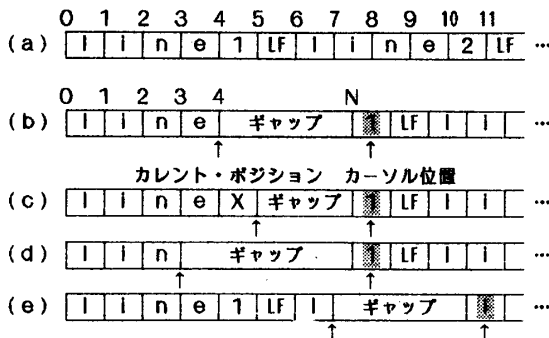 0 1 2 3 4 5 6 7 8 9 10 11
(a) l i n e 1 LF l i n e 2 LF …
0 1 2 3 4 N
(b) l i n e ギャップ 1 LF l i …
↑ ↑
カレント・ポジション カーソル位置
(c) l i n e X ギャップ 1 LF l i …
↑ ↑
(d) l i n ギャップ 1 LF l i …
↑ ↑
(e) l i n e 1 LF l ギャップ i …
↑ ↑